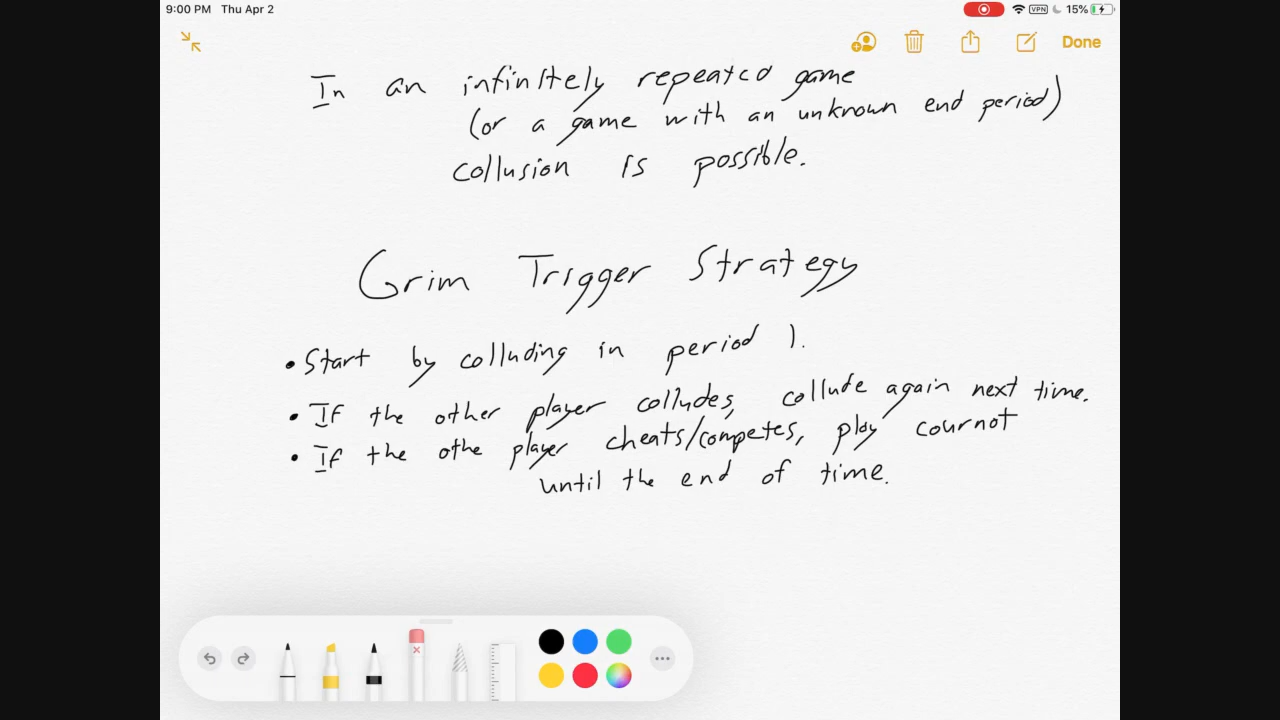 9:00 PM Thu Apr 2
VPN 15%
Done
In an infinitely repeated game
(or a game with an unknown end period)
collusion is possible.
Grim Trigger Strategy
• Start by colluding in period 1.
• If the other player colludes, collude again next time.
• If the othe player cheats/competes, play cournot
until the end of time.